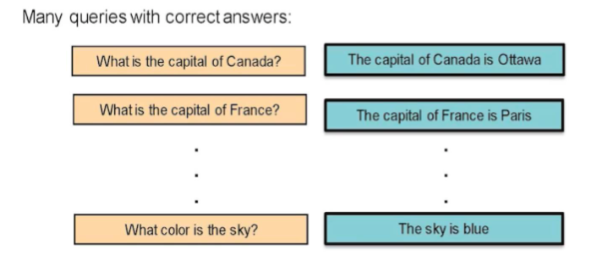 Many queries with correct answers:
What is the capital of Canada?
The capital of Canada is Ottawa
What is the capital of France?
The capital of France is Paris
What color is the sky?
The sky is blue